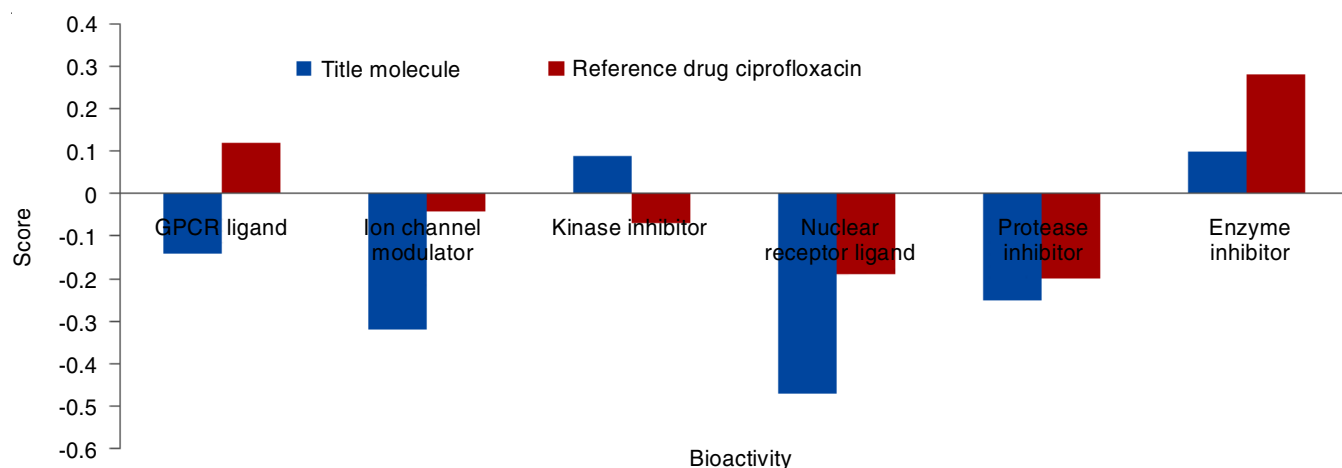 0.4
0.3
Title molecule
Reference drug ciprofloxacin
0.2
0.1
0
-0.1
-0.2
-0.3
-0.4
-0.5
-0.6
Score
GPCR ligand
Ion channel
modulator
Kinase inhibitor
Nuclear
receptor ligand
Protease
inhibitor
Enzyme
inhibitor
Bioactivity